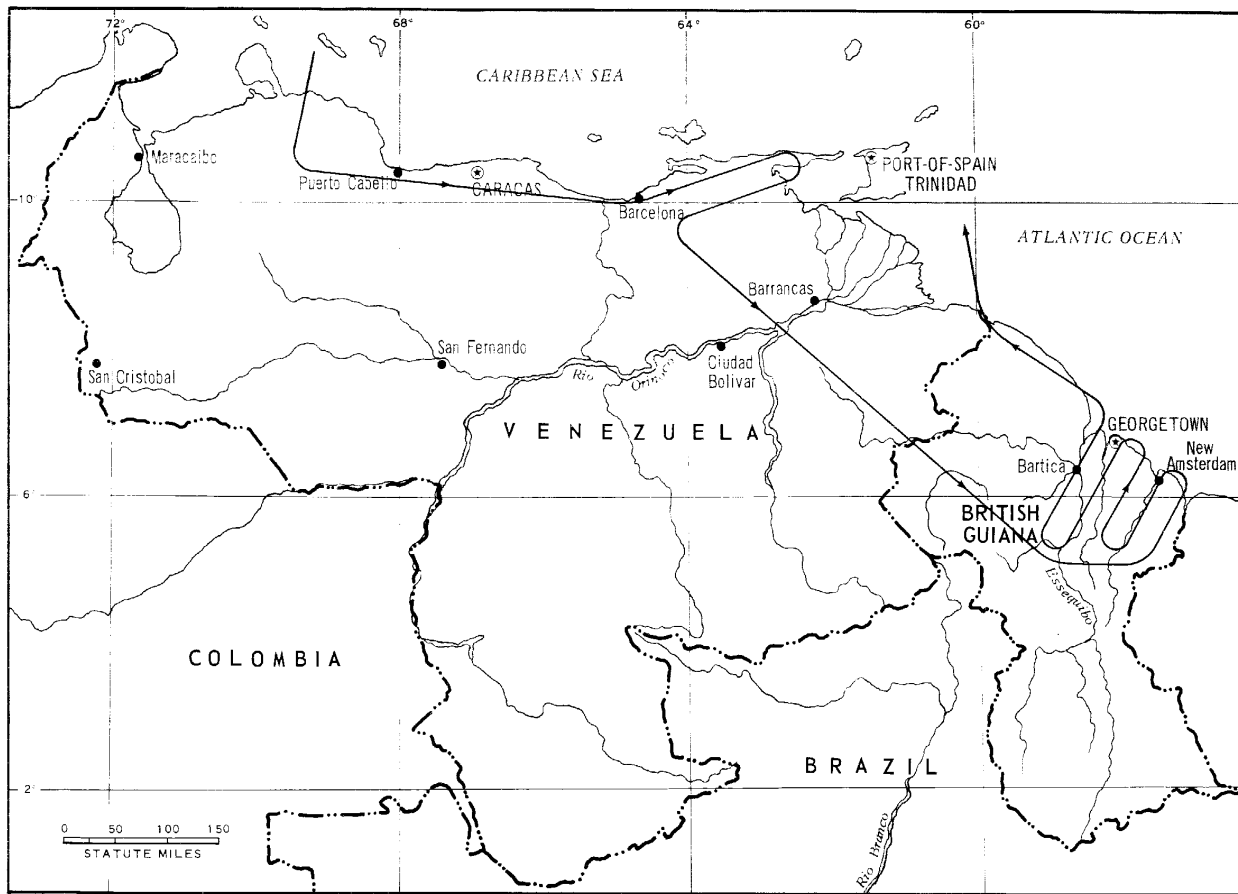 72°
68°
64°
60°
CARIBBEAN SEA
Maracaibo
Puerto Cabello
CARACAS
PORT-OF-SPAIN
TRINIDAD
10°
Barcelona
ATLANTIC OCEAN
Barrancas
San Fernando
San Cristobal
Rio
Orinoco
Ciudad
Bolivar
VENEZUELA
GEORGETOWN
New
Amsterdam
Bartica
6°
BRITISH
GUIANA
Essequibo
COLOMBIA
BRAZIL
2°
Rio Branco
0 50 100 150
STATUTE MILES